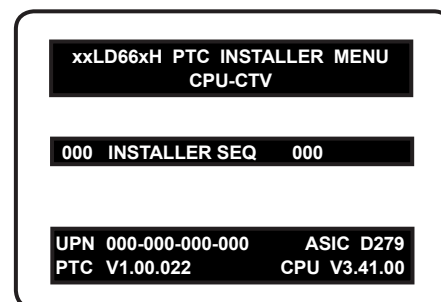 xxLD66xH PTC INSTALLER MENU
CPU-CTV
000 INSTALLER SEQ 000
UPN 000-000-000-000 ASIC D279
PTC V1.00.022 CPU V3.41.00